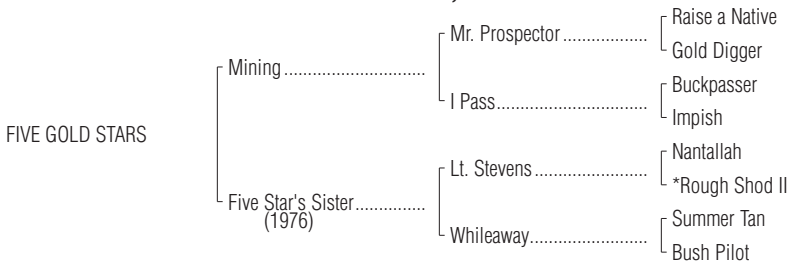 Raise a Native
Mr. Prospector...................
Gold Digger
Mining..............................
Buckpasser
I Pass.................................
Impish
FIVE GOLD STARS
Nantallah
Lt. Stevens........................
*Rough Shod II
Five Star's Sister...............
(1976)
Summer Tan
Whileaway.........................
Bush Pilot